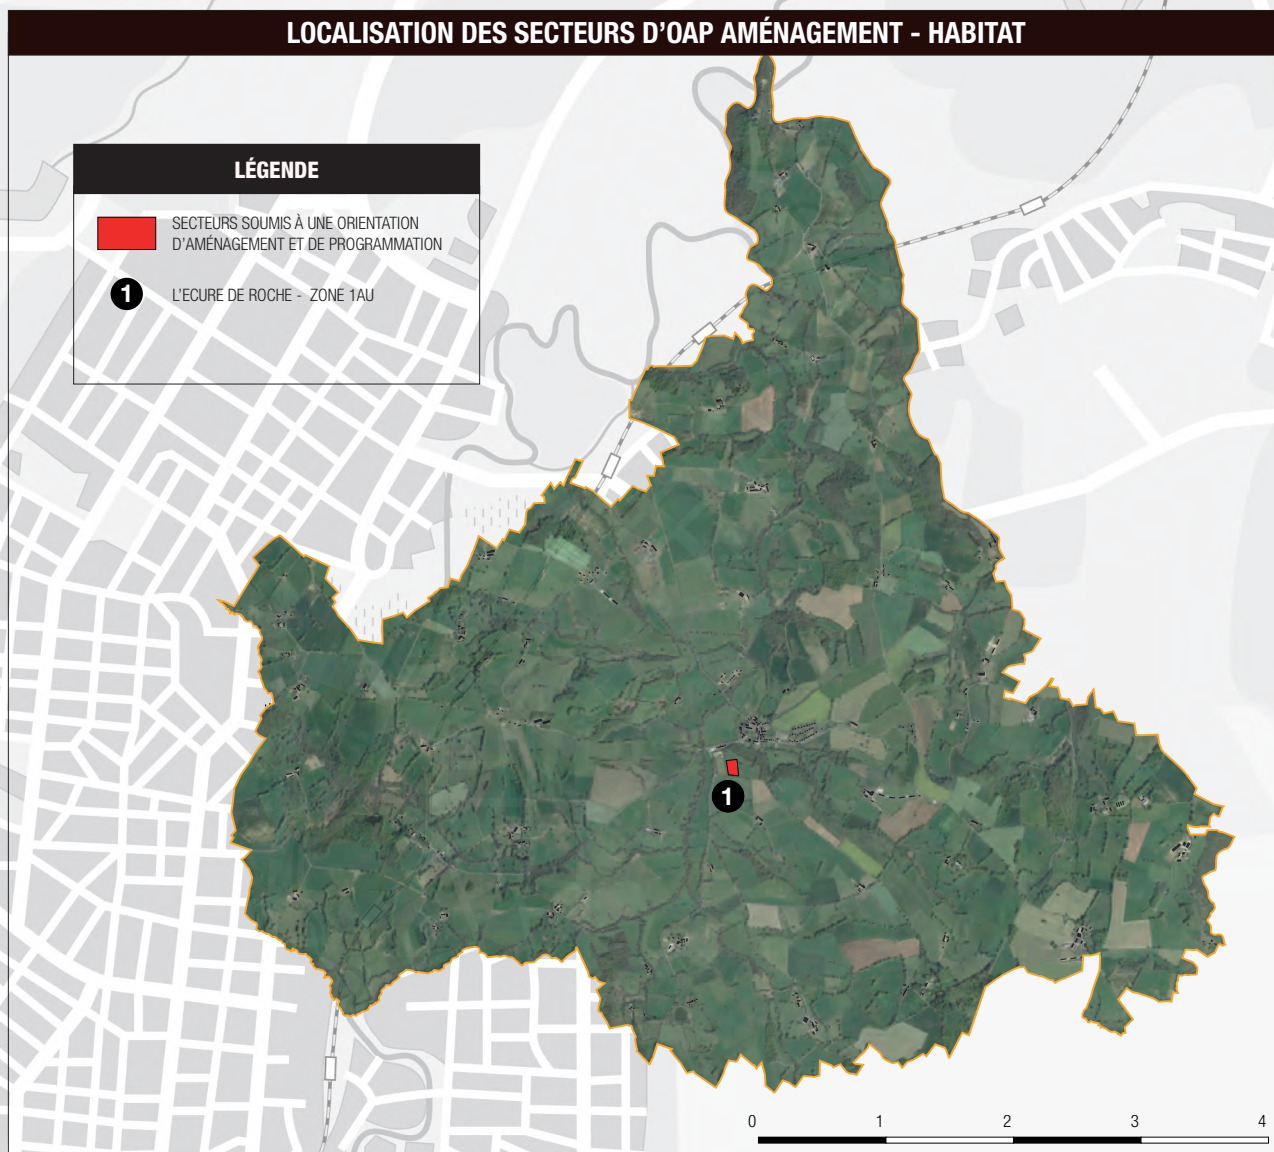 LOCALISATION DES SECTEURS D'OAP AMÉNAGEMENT - HABITAT
LÉGENDE
SECTEURS SOUMIS À UNE ORIENTATION
D'AMÉNAGEMENT ET DE PROGRAMMATION
1 L'ECURE DE ROCHE - ZONE 1AU
1
0 1 2 3 4